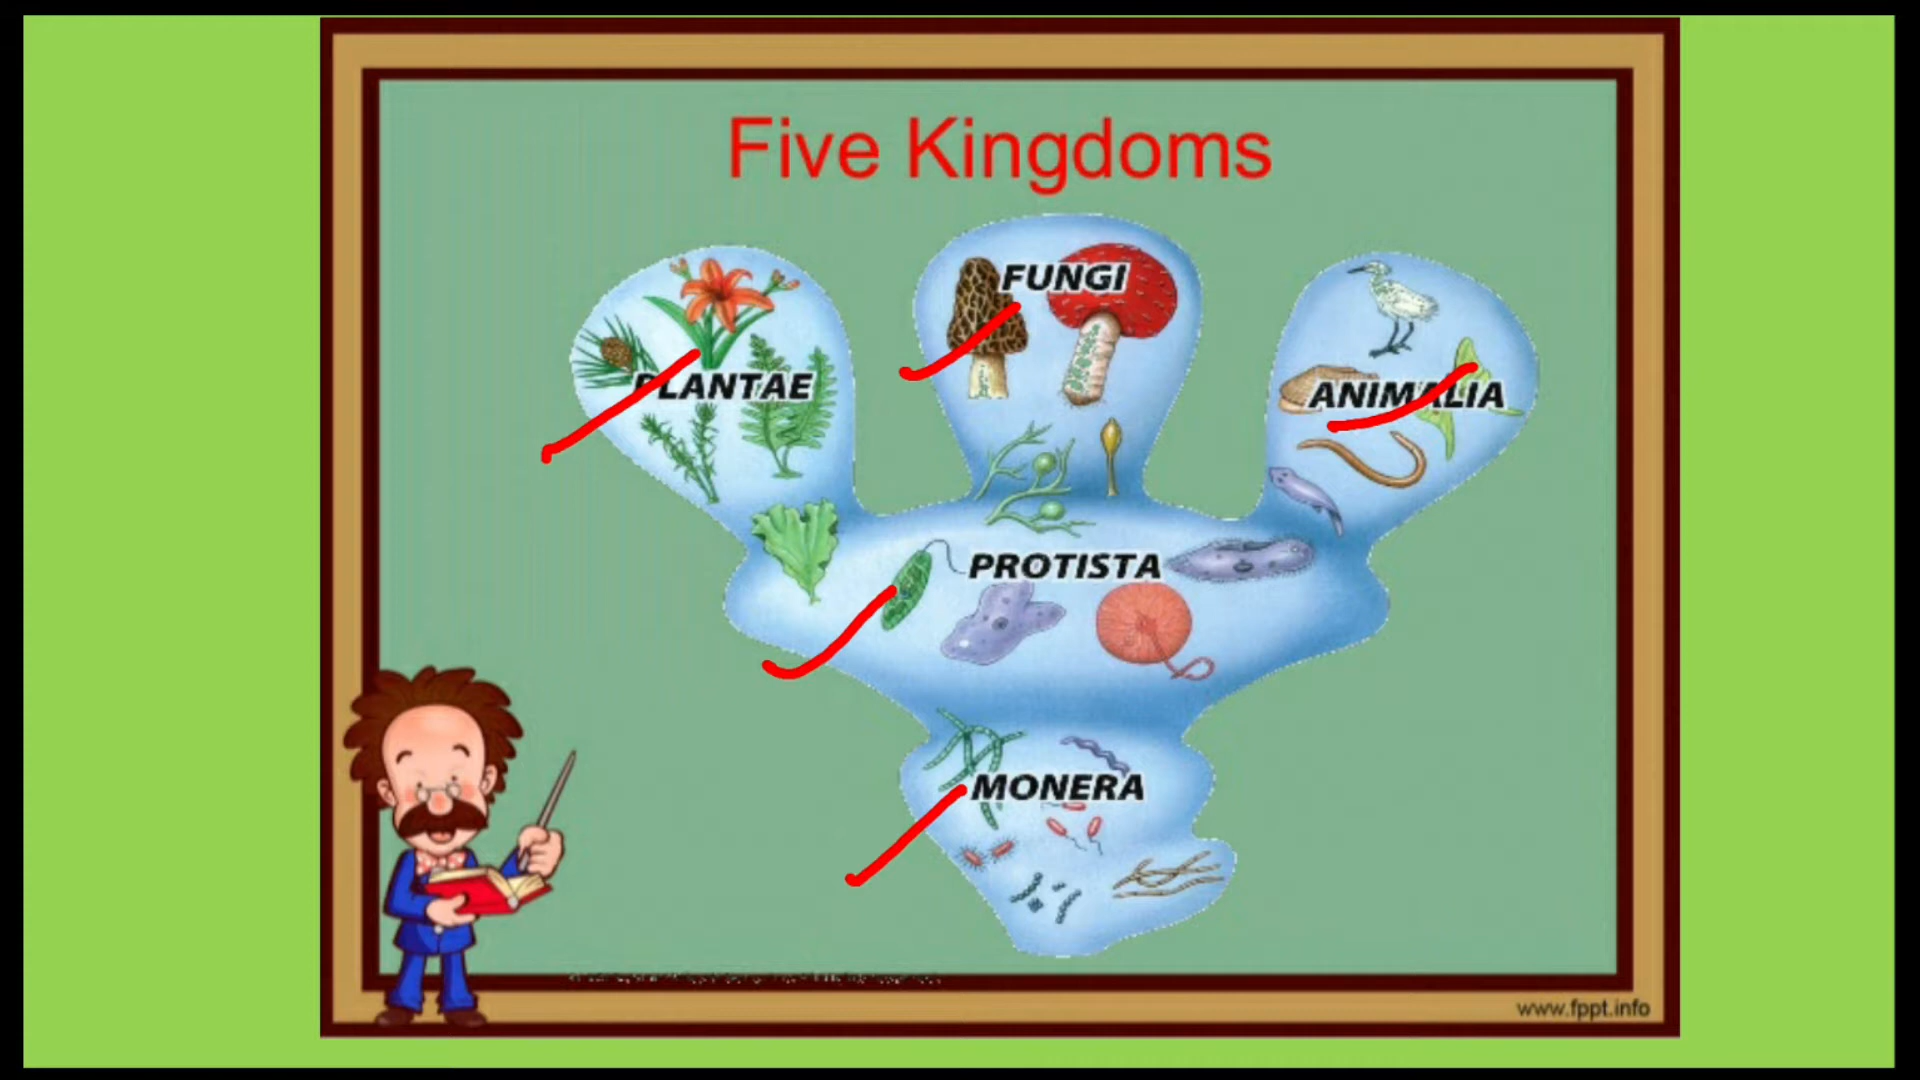 Five Kingdoms
FUNGI
PLANTAE
ANIMALIA
PROTISTA
MONERA
www.fppt.info